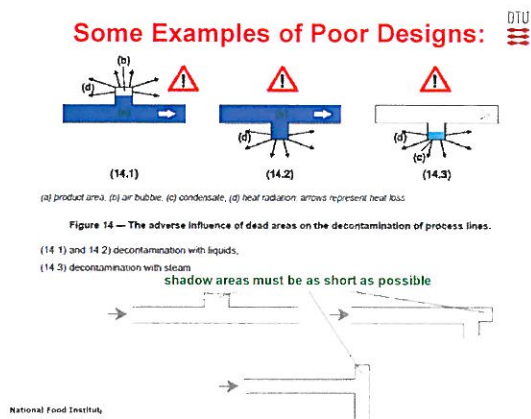 Some Examples of Poor Designs:
DTU
(b)
(d)
!
!
!
(d)
(d)
(c)
(14.1)
(14.2)
(14.3)
(a) product area, (b) air bubble, (c) condensate, (d) heat radiation; arrows represent heat loss
Figure 14 — The adverse influence of dead areas on the decontamination of process lines.
(14.1) and 14.2) decontamination with liquids,
(14.3) decontamination with steam
shadow areas must be as short as possible
National Food Institut